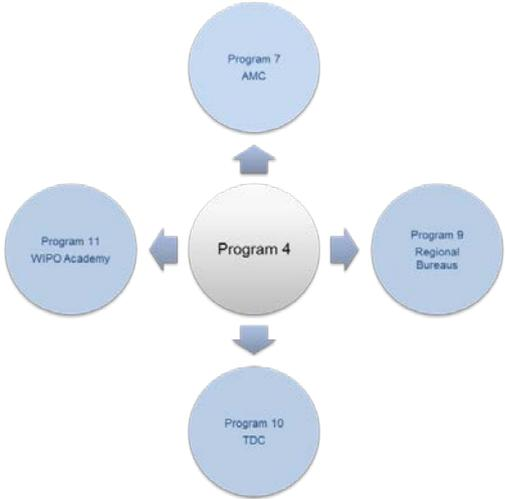 Program 7
AMC
Program 11
WIPO Academy
Program 4
Program 9
Regional
Bureaus
Program 10
TDC